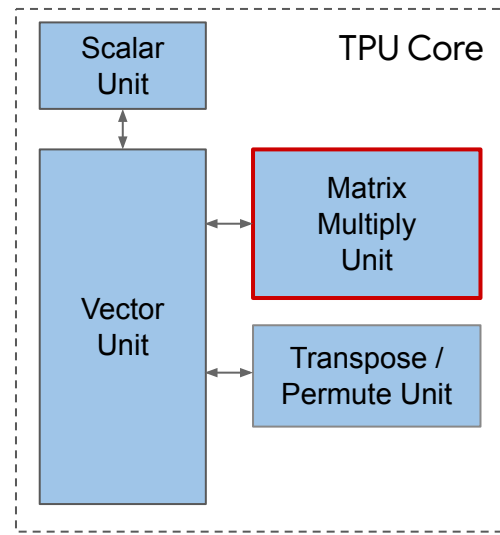 Scalar
Unit
TPU Core
Matrix
Multiply
Unit
Vector
Unit
Transpose /
Permute Unit